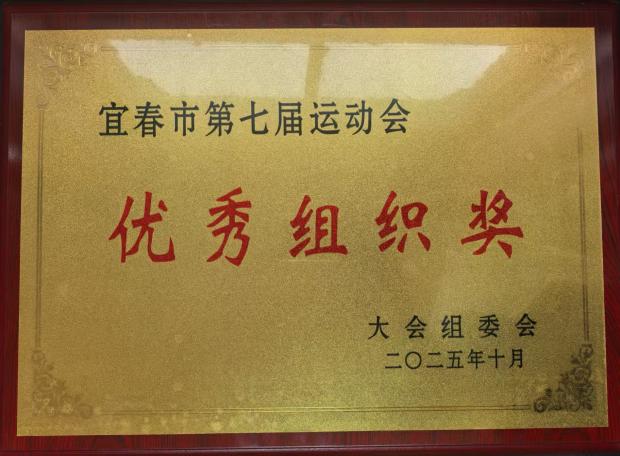 宜春市第七届运动会
优秀组织奖
大会组委会
二〇二五年十月